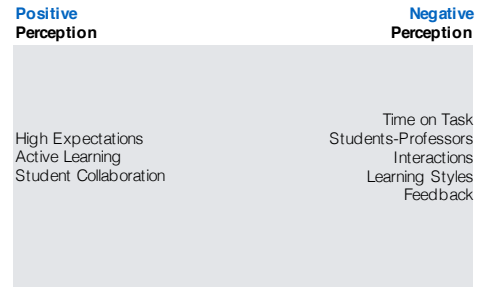 Positive
Perception
Negative
Perception
High Expectations
Active Learning
Student Collaboration
Time on Task
Students-Professors
Interactions
Learning Styles
Feedback